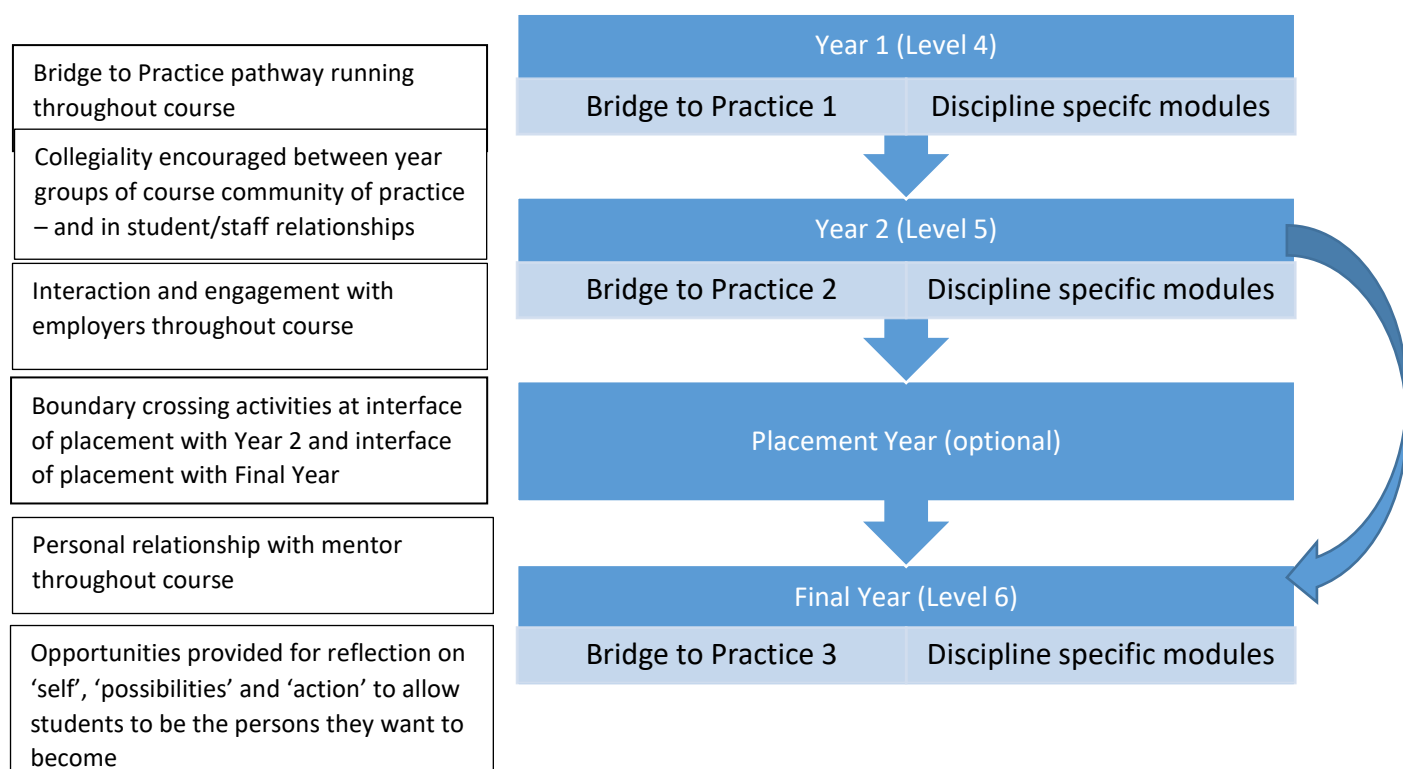 Bridge to Practice pathway running
throughout course
Collegiality encouraged between year
groups of course community of practice
– and in student/staff relationships
Interaction and engagement with
employers throughout course
Boundary crossing activities at interface
of placement with Year 2 and interface
of placement with Final Year
Personal relationship with mentor
throughout course
Opportunities provided for reflection on
‘self’, ‘possibilities’ and ‘action’ to allow
students to be the persons they want to
become
Year 1 (Level 4)
Bridge to Practice 1 Discipline specifc modules
Year 2 (Level 5)
Bridge to Practice 2 Discipline specific modules
Placement Year (optional)
Final Year (Level 6)
Bridge to Practice 3 Discipline specific modules